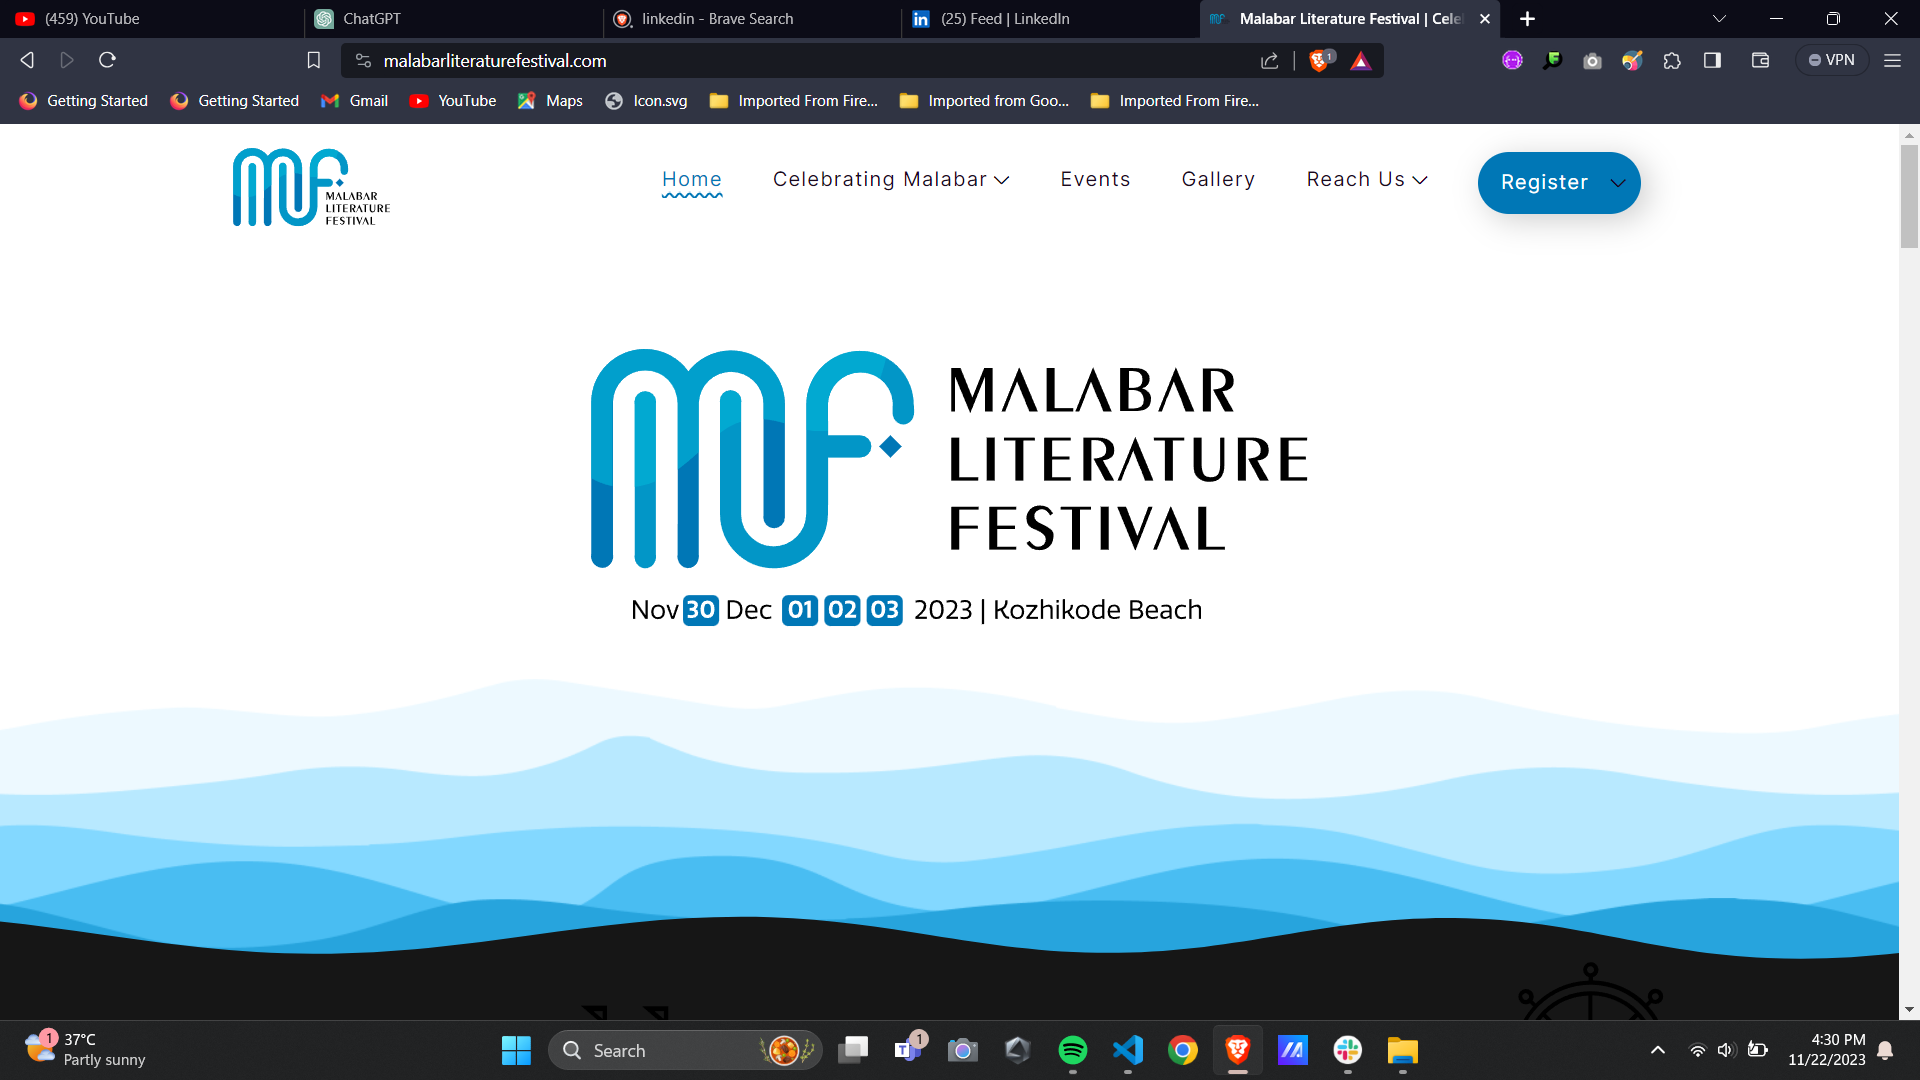 (459) YouTube
ChatGPT
linkedin - Brave Search
(25) Feed | LinkedIn
Malabar Literature Festival | Cele
malabarliteraturefestival.com
1
VPN
Getting Started
Getting Started
Gmail
YouTube
Maps
Icon.svg
Imported From Fire...
Imported from Goo...
Imported From Fire...
MALABAR
LITERATURE
FESTIVAL
Home
Celebrating Malabar
Events
Gallery
Reach Us
Register
MALABAR
LITERATURE
FESTIVAL
Nov 30 Dec 01 02 03 2023 | Kozhikode Beach
1
37°C
Partly sunny
Search
1
4:30 PM
11/22/2023